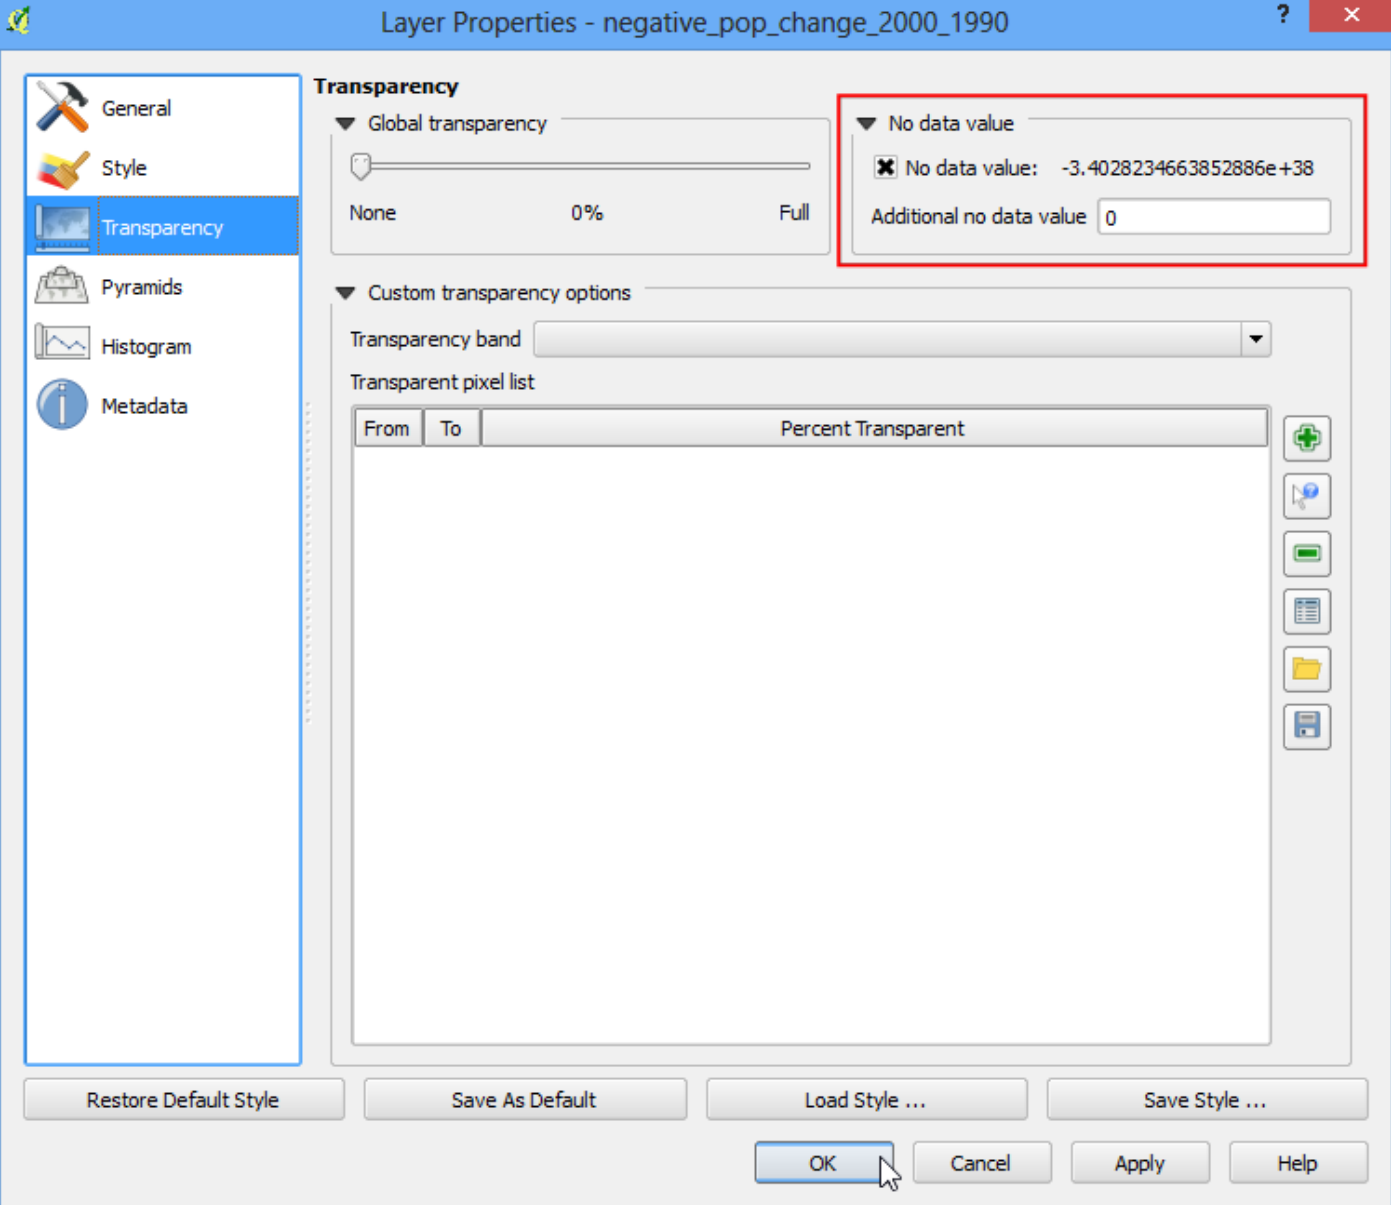 Layer Properties - negative_pop_change_2000_1990
?
General
Style
Transparency
Pyramids
Histogram
Metadata
Transparency
Global transparency
None 0% Full
No data value
No data value: -3.4028234663852886e+38
Additional no data value 0
Custom transparency options
Transparency band
Transparent pixel list
From To Percent Transparent
Restore Default Style Save As Default Load Style ... Save Style ...
OK Cancel Apply Help